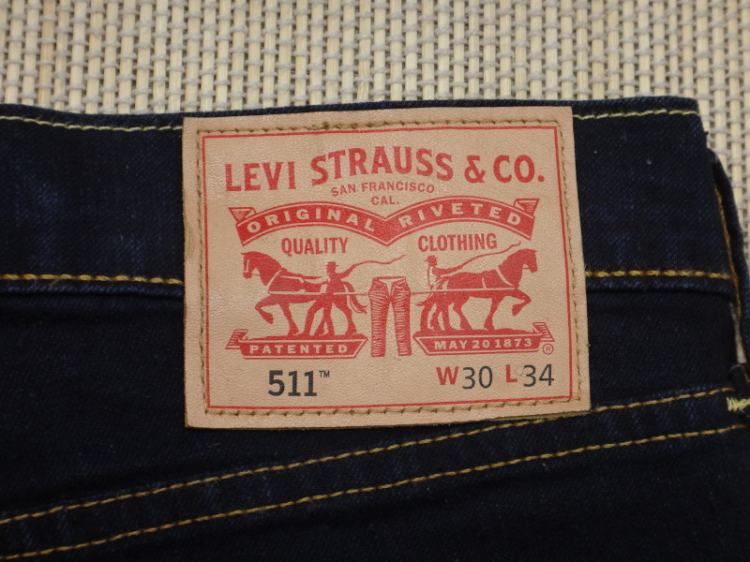 LEVI STRAUSS & CO.
SAN FRANCISCO
CAL.
ORIGINAL RIVETED
QUALITY CLOTHING
PATENTED MAY 20 1873 ®
511™ W30 L34